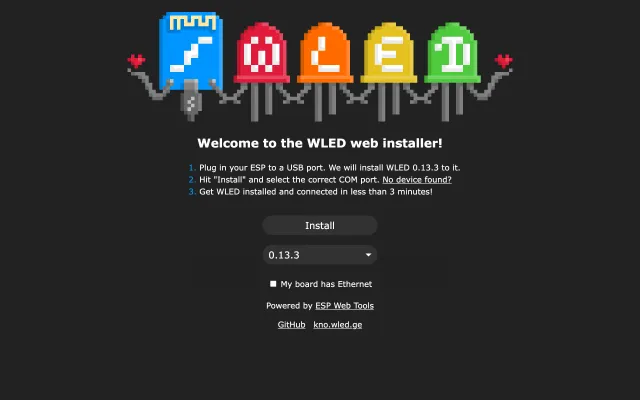 WLED
Welcome to the WLED web installer!
1. Plug in your ESP to a USB port. We will install WLED 0.13.3 to it.
2. Hit "Install" and select the correct COM port. No device found?
3. Get WLED installed and connected in less than 3 minutes!
Install
0.13.3
My board has Ethernet
Powered by ESP Web Tools
GitHub kno.wled.ge